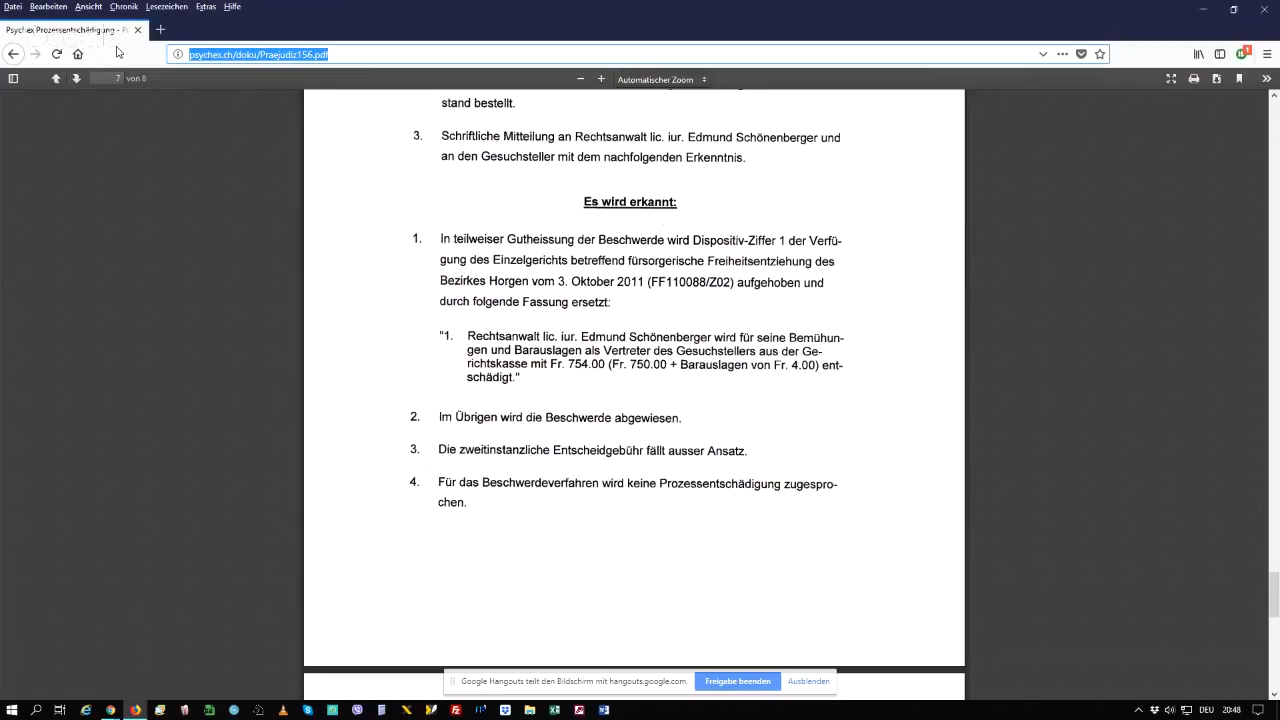 Datei Bearbeiten Ansicht Chronik Lesezeichen Extras Hilfe
Psychex Prozessentschädigung - P
psychex.ch/doku/Praejudiz156.pdf
7 von 8
Automatischer Zoom
stand bestellt.
3. Schriftliche Mitteilung an Rechtsanwalt lic. iur. Edmund Schönenberger und
an den Gesuchsteller mit dem nachfolgenden Erkenntnis.
Es wird erkannt:
1. In teilweiser Gutheissung der Beschwerde wird Dispositiv-Ziffer 1 der Verfü-
gung des Einzelgerichts betreffend fürsorgerische Freiheitsentziehung des
Bezirkes Horgen vom 3. Oktober 2011 (FF110088/Z02) aufgehoben und
durch folgende Fassung ersetzt:
"1. Rechtsanwalt lic. iur. Edmund Schönenberger wird für seine Bemühun-
gen und Barauslagen als Vertreter des Gesuchstellers aus der Ge-
richtskasse mit Fr. 754.00 (Fr. 750.00 + Barauslagen von Fr. 4.00) ent-
schädigt."
2. Im Übrigen wird die Beschwerde abgewiesen.
3. Die zweitinstanzliche Entscheidgebühr fällt ausser Ansatz.
4. Für das Beschwerdeverfahren wird keine Prozessentschädigung zugespro-
chen.
Google Hangouts teilt den Bildschirm mit hangouts.google.com.
Freigabe beenden
Ausblenden
DEU 20:48